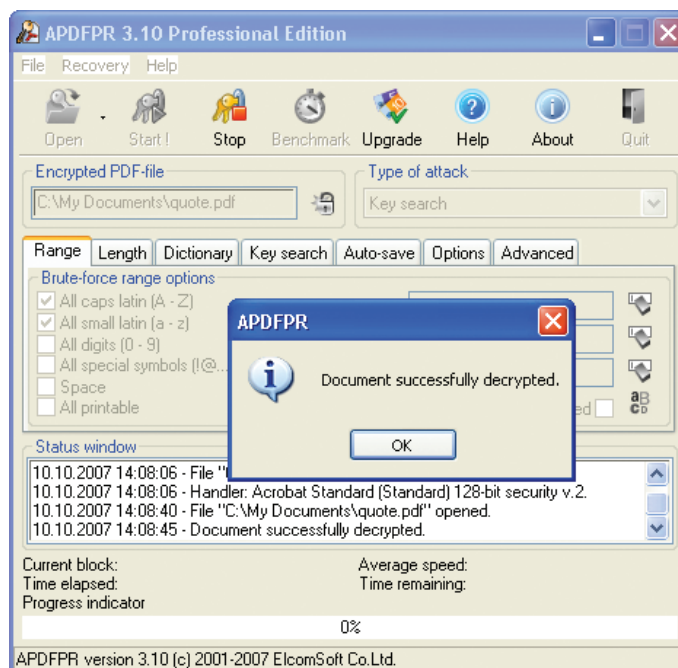 APDFPR 3.10 Professional Edition
File Recovery Help
Open Start! Stop Benchmark Upgrade Help About Quit
Encrypted PDF-file
Type of attack
C:\My Documents\quote.pdf
Key search
Range Length Dictionary Key search Auto-save Options Advanced
Brute-force range options
All caps latin (A - Z)
All small latin (a - z)
All digits (0 - 9)
All special symbols (!@...
Space
All printable
APDFPR
Document successfully decrypted.
OK
Status window
10.10.2007 14:08:06 - File "
10.10.2007 14:08:06 - Handler: Acrobat Standard (Standard) 128-bit security v.2.
10.10.2007 14:08:40 - File "C:\My Documents\quote.pdf" opened.
10.10.2007 14:08:45 - Document successfully decrypted.
Current block:
Average speed:
Time elapsed:
Time remaining:
Progress indicator
0%
APDFPR version 3.10 (c) 2001-2007 ElcomSoft Co.Ltd.